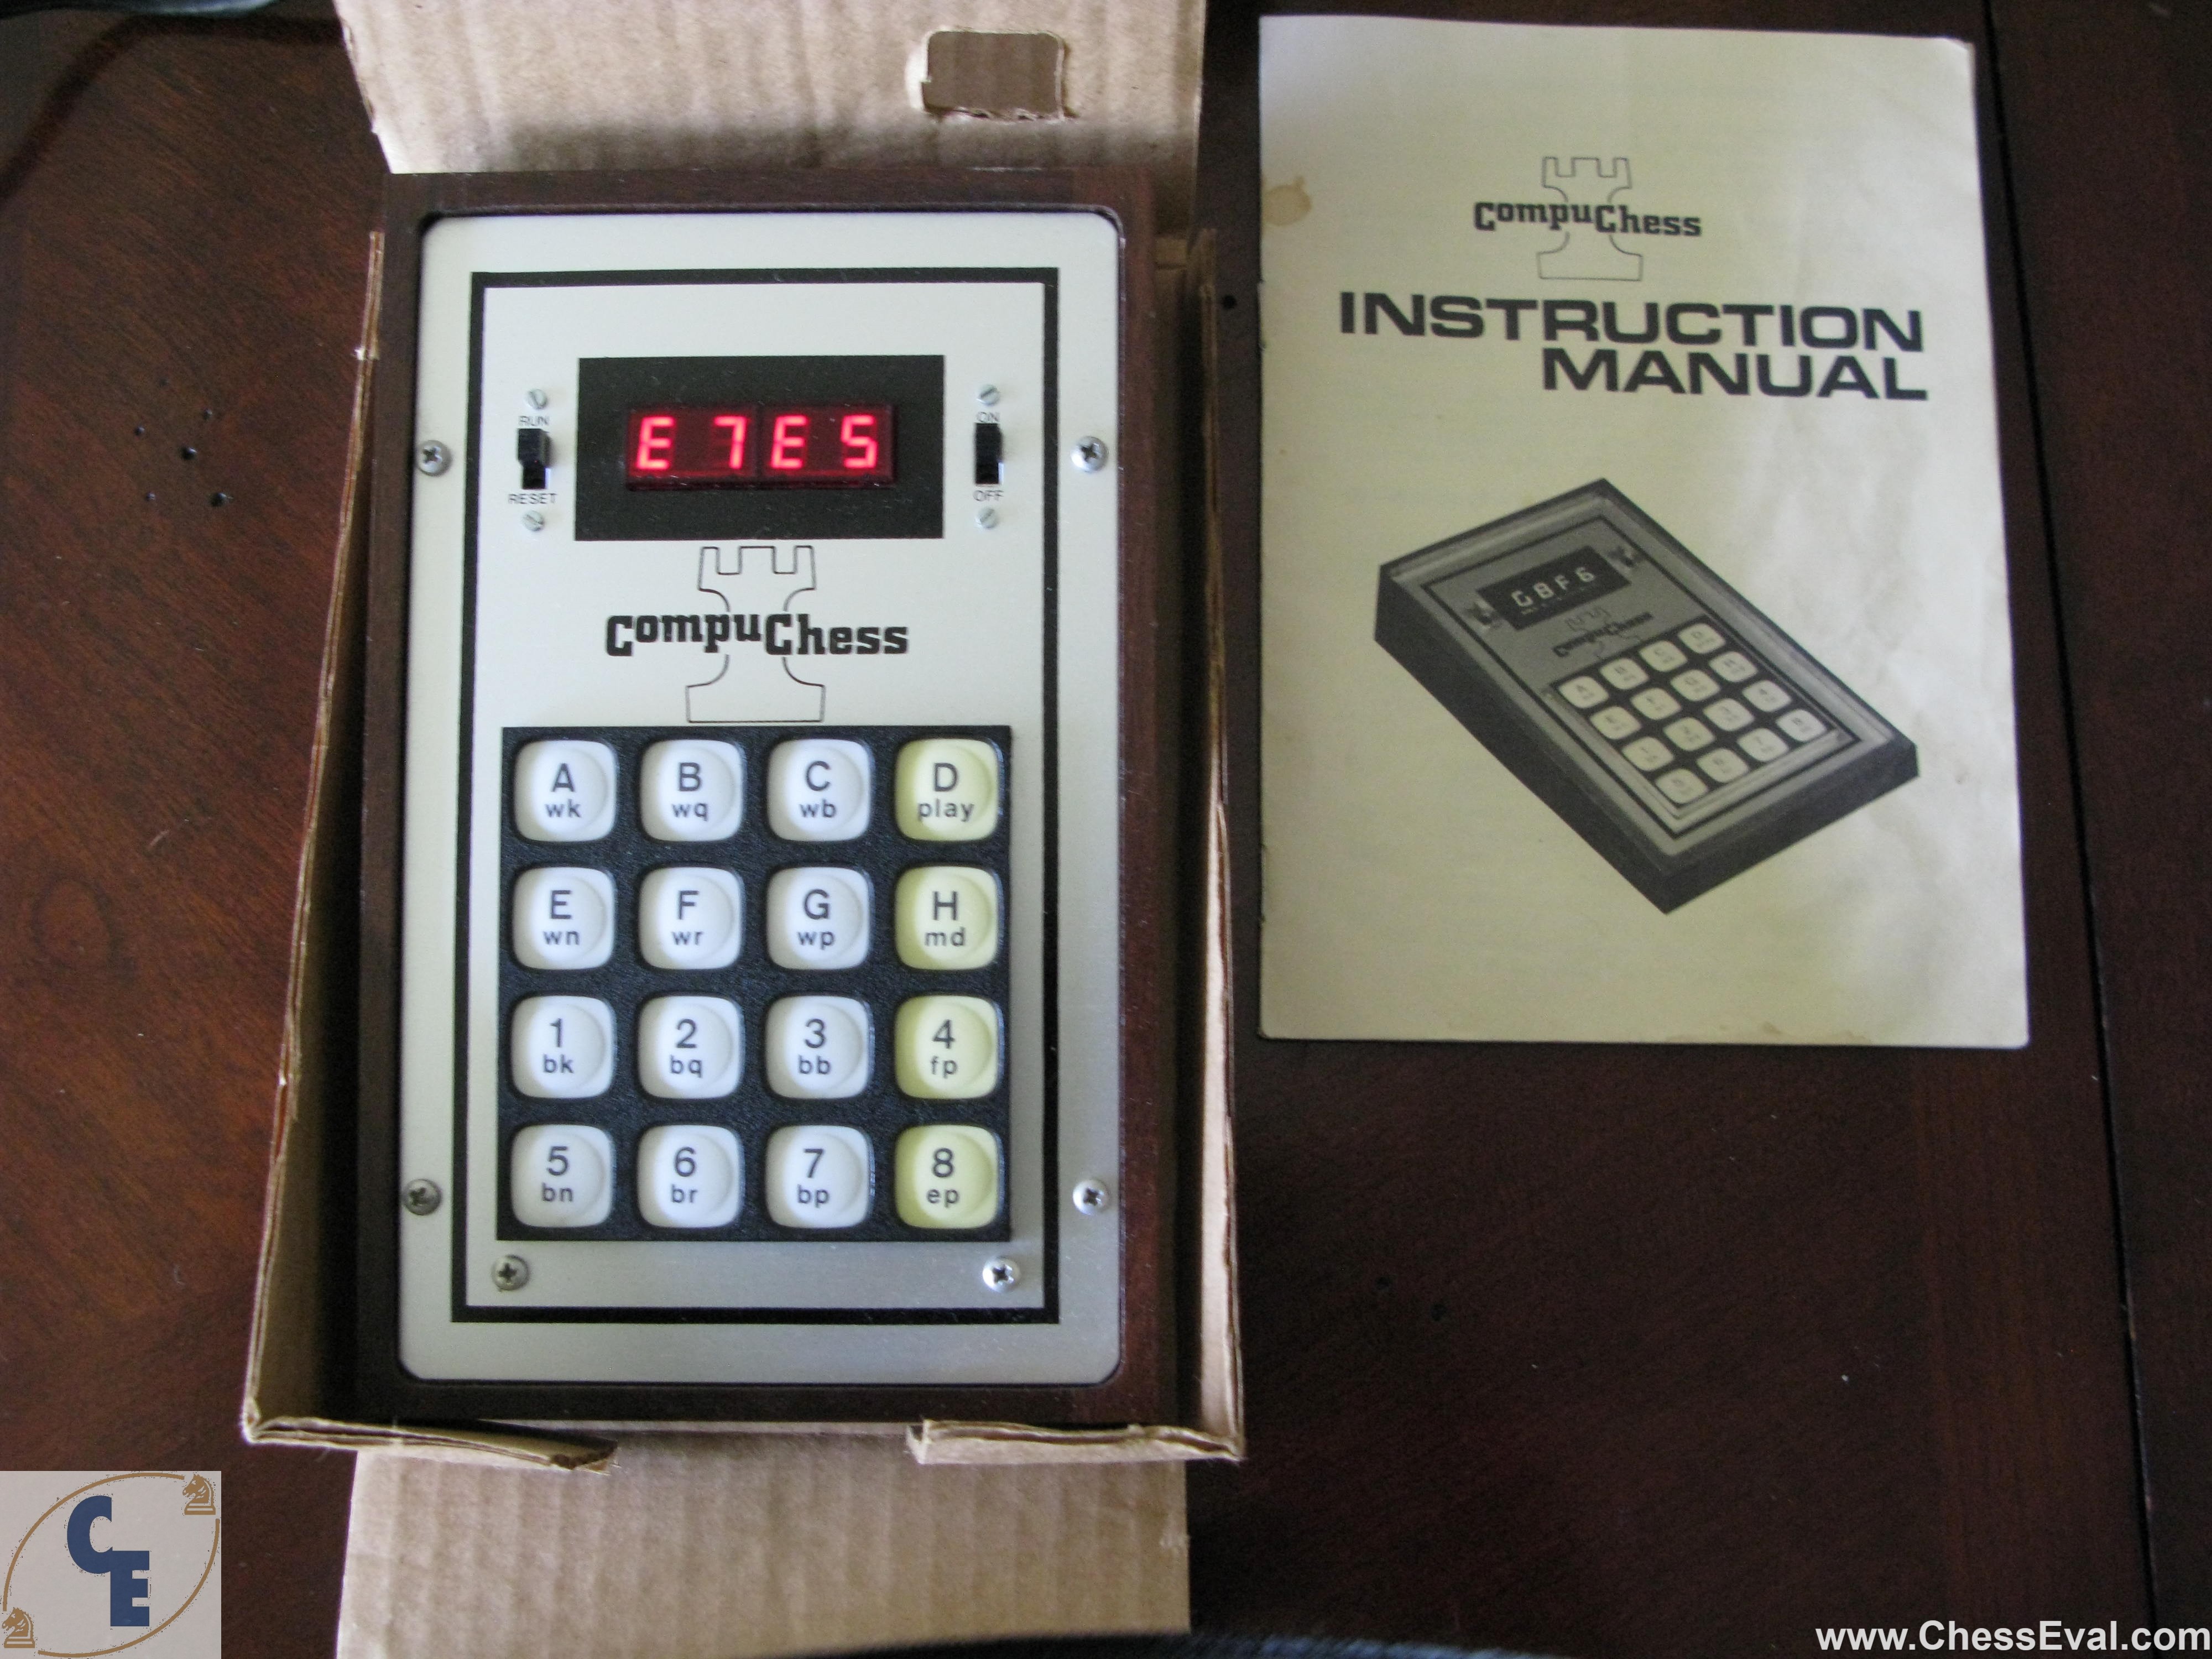 RUN
RESET
E7E5
ON
OFF
CompuChess
A
wk
B
wq
C
wb
D
play
E
wn
F
wr
G
wp
H
md
1
bk
2
bq
3
bb
4
fp
5
bn
6
br
7
bp
8
ep
CompuChess
INSTRUCTION
MANUAL
G8F6
CompuChess
CE
www.ChessEval.com